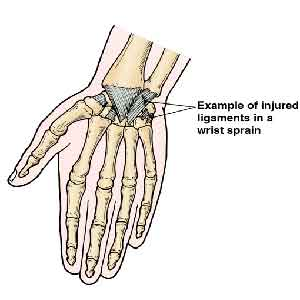 Example of injured
ligaments in a
wrist sprain